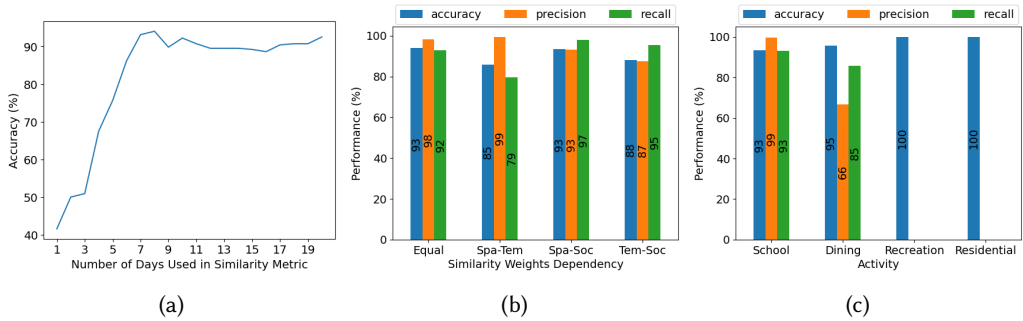 90
80
70
60
50
40
Accuracy (%)
1 3 5 7 9 11 13 15 17 19
Number of Days Used in Similarity Metric
(a)
accuracy precision recall
100
80
60
40
20
0
Performance (%)
93 98 92
85 99 79
93 93 97
88 87 95
Equal Spa-Tem Spa-Soc Tem-Soc
Similarity Weights Dependency
(b)
accuracy precision recall
100
80
60
40
20
0
Performance (%)
93 99 93
95 66 85
100
100
School Dining Recreation Residential
Activity
(c)